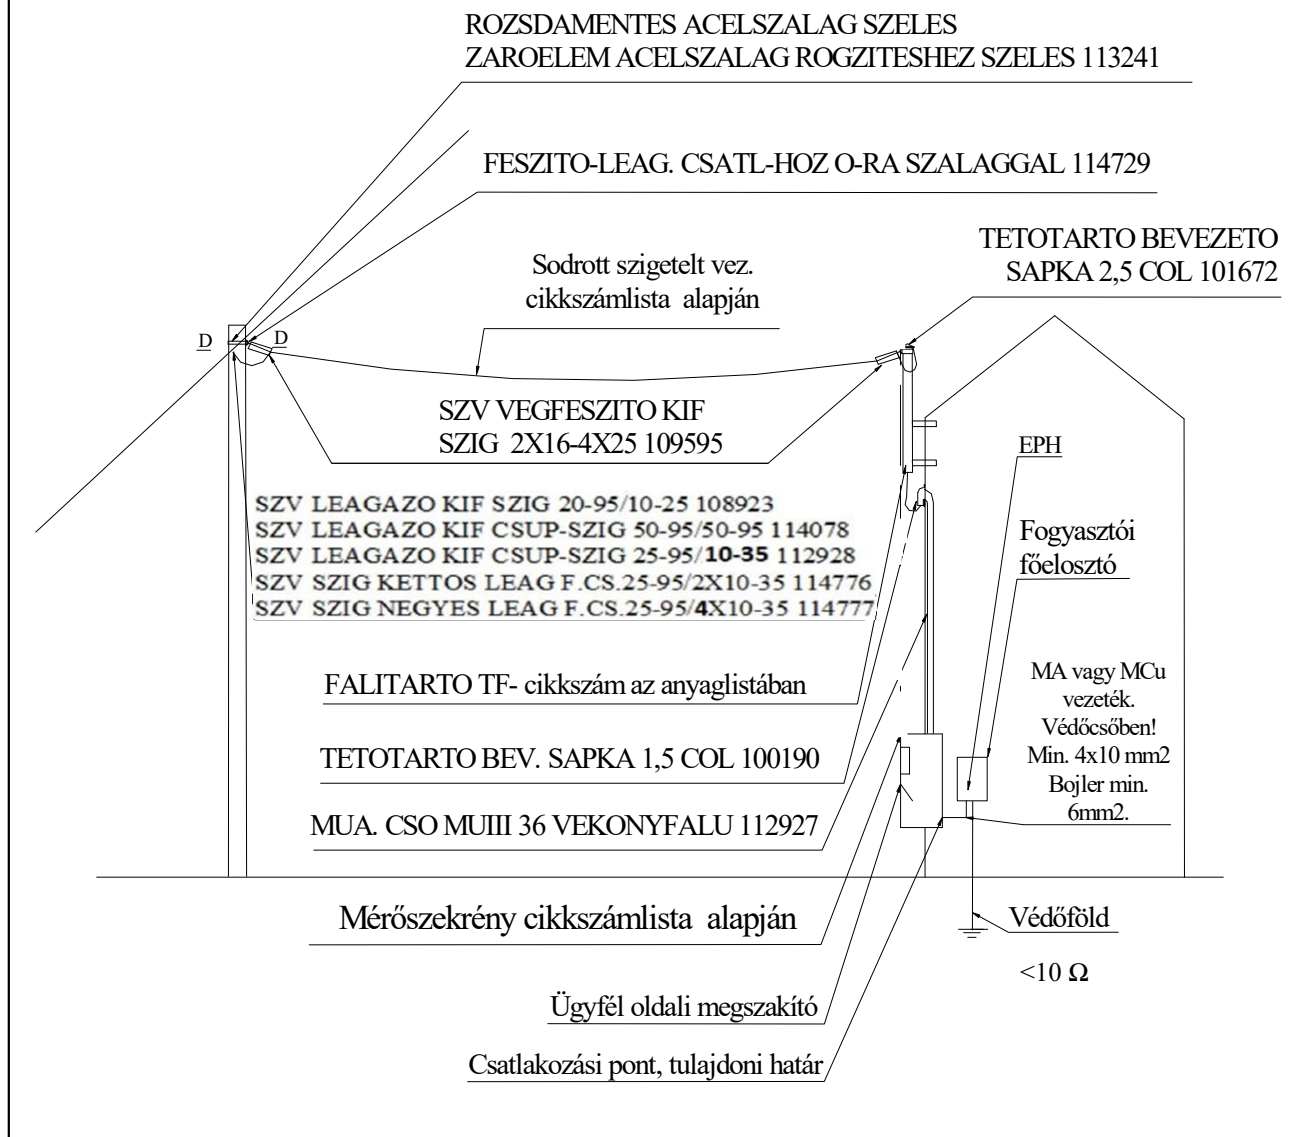 ROZSDAMENTES ACELSZALAG SZELES
ZAROELEM ACELSZALAG ROGZITESHEZ SZELES 113241
FESZITO-LEAG. CSATL-HOZ O-RA SZALAGGAL 114729
TETOTARTO BEVEZETO
SAPKA 2,5 COL 101672
Sodrott szigetelt vez.
cikkszámlista alapján
D
D
SZV VEGFESZITO KIF
SZIG 2X16-4X25 109595
EPH
SZV LEAGAZO KIF SZIG 20-95/10-25 108923
SZV LEAGAZO KIF CSUP-SZIG 50-95/50-95 114078
SZV LEAGAZO KIF CSUP-SZIG 25-95/10-35 112928
SZV SZIG KETTOS LEAG F.CS.25-95/2X10-35 114776
SZV SZIG NEGYES LEAG F.CS.25-95/4X10-35 114777
Fogyasztói
főelosztó
FALITARTO TF- cikkszám az anyaglistában
MA vagy MCu
vezeték.
Védőcsőben!
Min. 4x10 mm2
Bojler min.
6mm2.
TETOTARTO BEV. SAPKA 1,5 COL 100190
MUA. CSO MUIII 36 VEKONYFALU 112927
Mérőszekrény cikkszámlista alapján
Védőföld
<10 Ω
Ügyfél oldali megszakító
Csatlakozási pont, tulajdoni határ